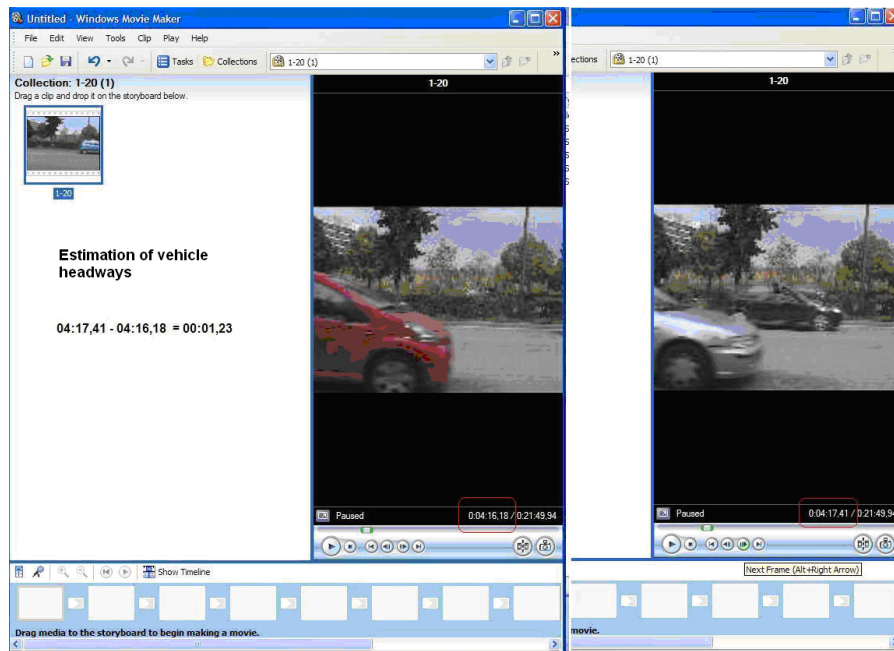 Untitled - Windows Movie Maker
File Edit View Tools Clip Play Help
Tasks Collections 1-20 (1) »
Collection: 1-20 (1)
Drag a clip and drop it on the storyboard below.
1-20
Estimation of vehicle
headways
04:17,41 - 04:16,18 = 00:01,23
1-20
Paused 0:04:16,18 / 0:21:49,94
Show Timeline
Drag media to the storyboard to begin making a movie.
ections 1-20 (1)
1-20
Paused 0:04:17,41 / 0:21:49,94
Next Frame (Alt+Right Arrow)
movie.